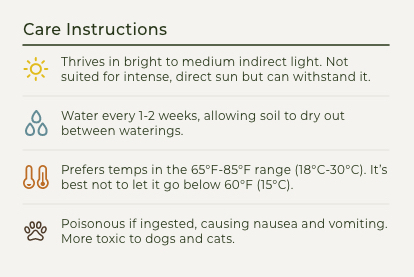 Care Instructions
Thrives in bright to medium indirect light. Not
suited for intense, direct sun but can withstand it.
Water every 1-2 weeks, allowing soil to dry out
between waterings.
Prefers temps in the 65°F-85°F range (18°C-30°C). It’s
best not to let it go below 60°F (15°C).
Poisonous if ingested, causing nausea and vomiting.
More toxic to dogs and cats.